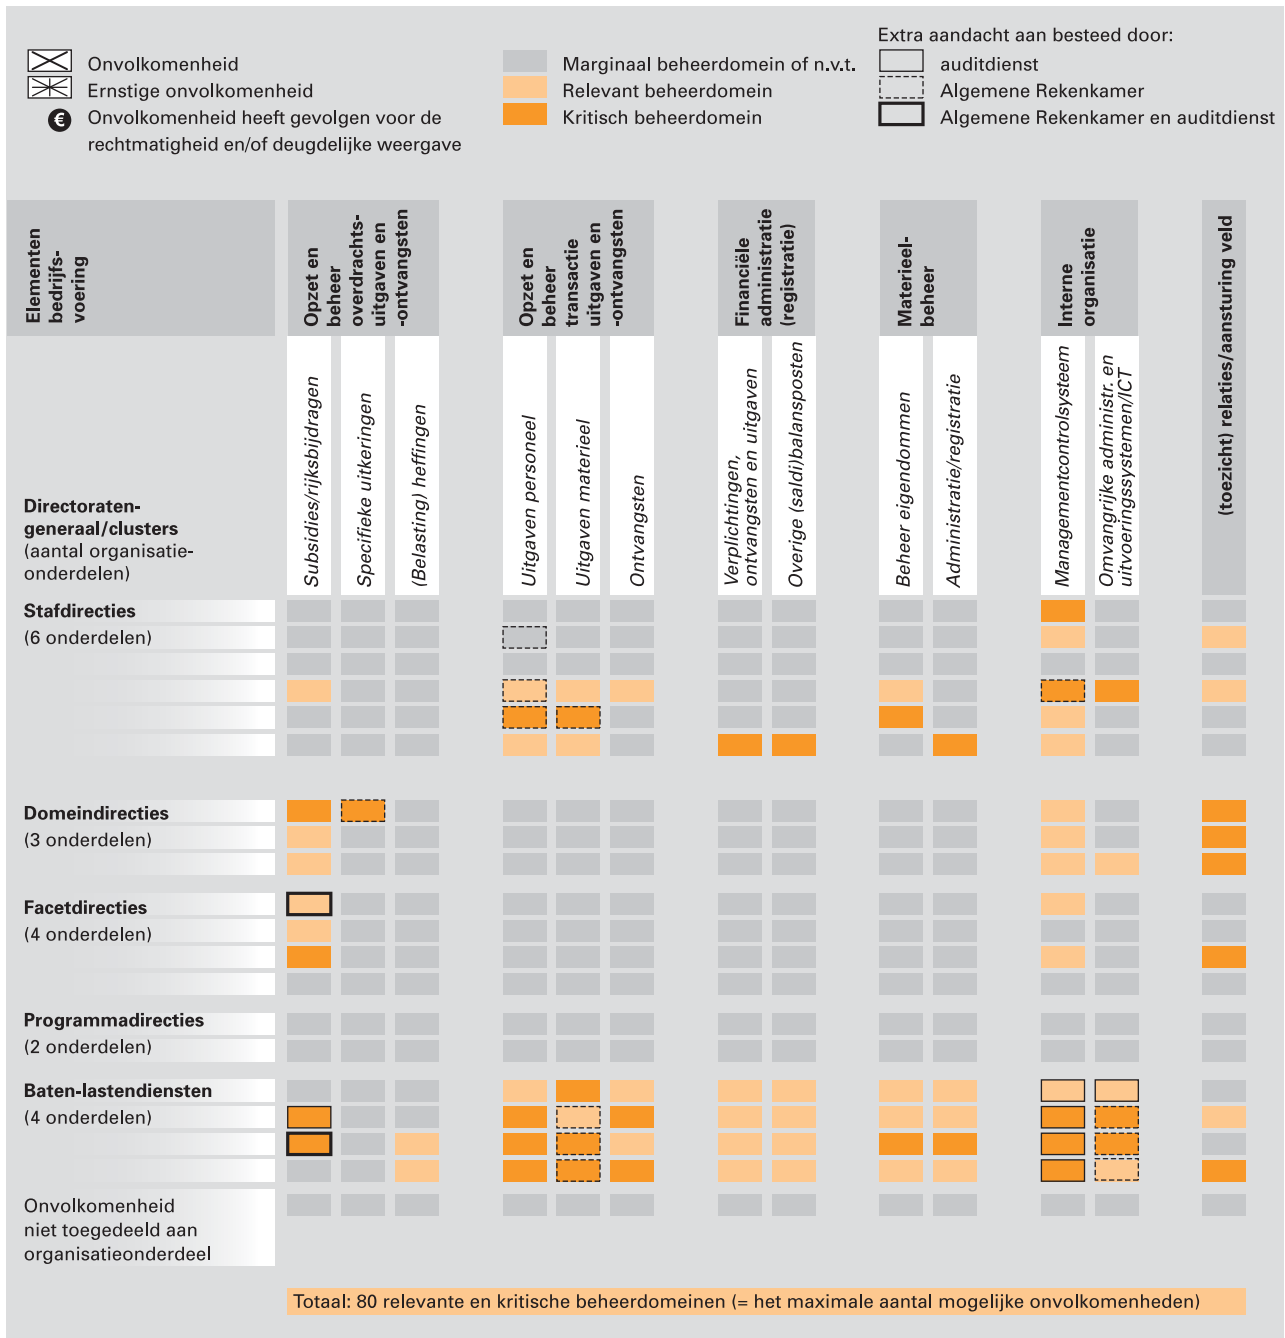 Onvolkomenheid
Ernstige onvolkomenheid
€ Onvolkomenheid heeft gevolgen voor de
rechtmatigheid en/of deugdelijke weergave
Marginaal beheerdomein of n.v.t.
Relevant beheerdomein
Kritisch beheerdomein
Extra aandacht aan besteed door:
auditdienst
Algemene Rekenkamer
Algemene Rekenkamer en auditdienst
Elementen
bedrijfs-
voering
Opzet en
beheer
overdrachts-
uitgaven en
-ontvangsten
Opzet en
beheer
transactie
uitgaven en
-ontvangsten
Financiële
administratie
(registratie)
Materieel-
beheer
Interne
organisatie
(toezicht) relaties/aansturing veld
Subsidies/rijksbijdragen
Specifieke uitkeringen
(Belasting) heffingen
Uitgaven personeel
Uitgaven materieel
Ontvangsten
Verplichtingen,
ontvangsten en uitgaven
Overige (saldi)balansposten
Beheer eigendommen
Administratie/registratie
Managementcontrolsysteem
Omvangrijke administr. en
uitvoeringssystemen/ICT
Directoraten-
generaal/clusters
(aantal organisatie-
onderdelen)
Stafdirecties
(6 onderdelen)
Domeindirecties
(3 onderdelen)
Facetdirecties
(4 onderdelen)
Programmadirecties
(2 onderdelen)
Baten-lastendiensten
(4 onderdelen)
Onvolkomenheid
niet toegedeeld aan
organisatieonderdeel
Totaal: 80 relevante en kritische beheerdomeinen (= het maximale aantal mogelijke onvolkomenheden)